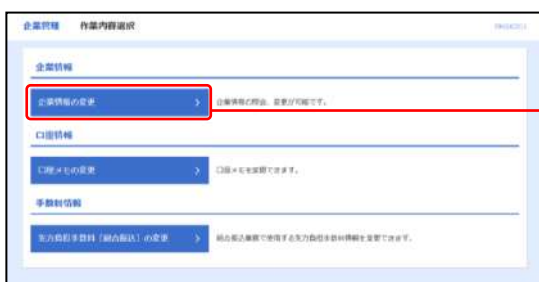 企業管理 作業内容選択
企業情報
企業情報の変更
企業情報の照会、変更が可能です。
口座情報
口座メモの変更
口座メモを変更できます。
手数料情報
先方負担手数料［総合振込］の変更
総合振込業務で使用する先方負担手数料情報を変更できます。